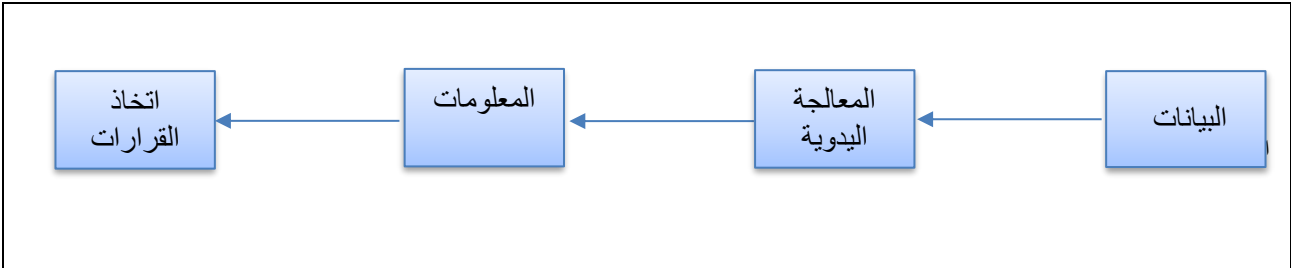 البيانات
المعالجة
اليدوية
المعلومات
اتخاذ
القرارات